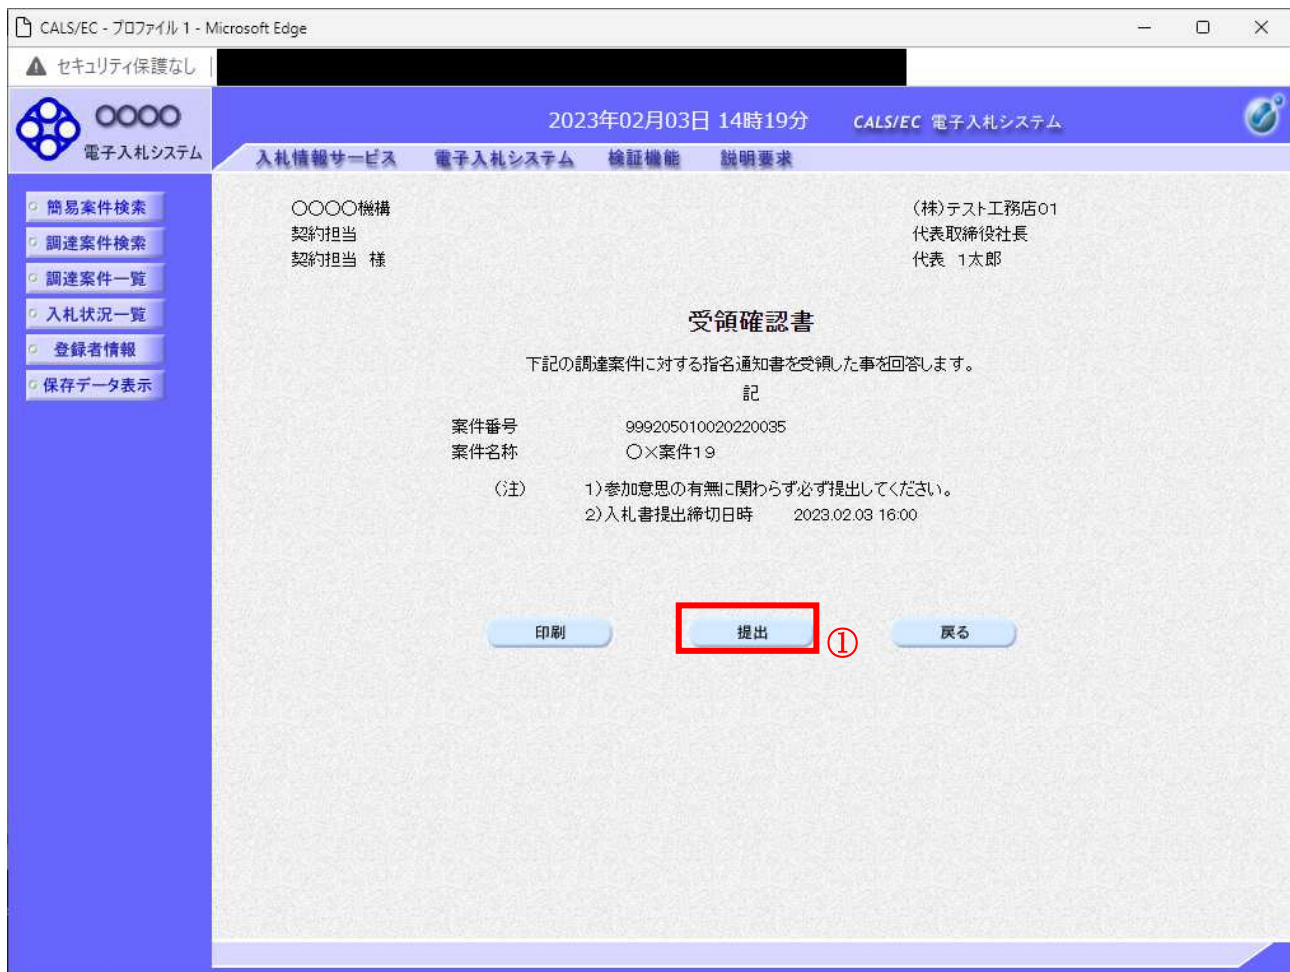 CALS/EC - プロファイル 1 - Microsoft Edge
セキュリティ保護なし
〇〇〇〇
電子入札システム
2023年02月03日 14時19分
CALS/EC 電子入札システム
入札情報サービス 電子入札システム 検証機能 説明要求
簡易案件検索
調達案件検索
調達案件一覧
入札状況一覧
登録者情報
保存データ表示
〇〇〇〇機構
契約担当
契約担当 様
(株)テスト工務店01
代表取締役社長
代表 1太郎
受領確認書
下記の調達案件に対する指名通知書を受領した事を回答します。
記
案件番号 999205010020220035
案件名称 〇×案件19
(注) 1)参加意思の有無に関わらず必ず提出してください。
2)入札書提出締切日時 2023.02.03 16:00
印刷 提出 ① 戻る